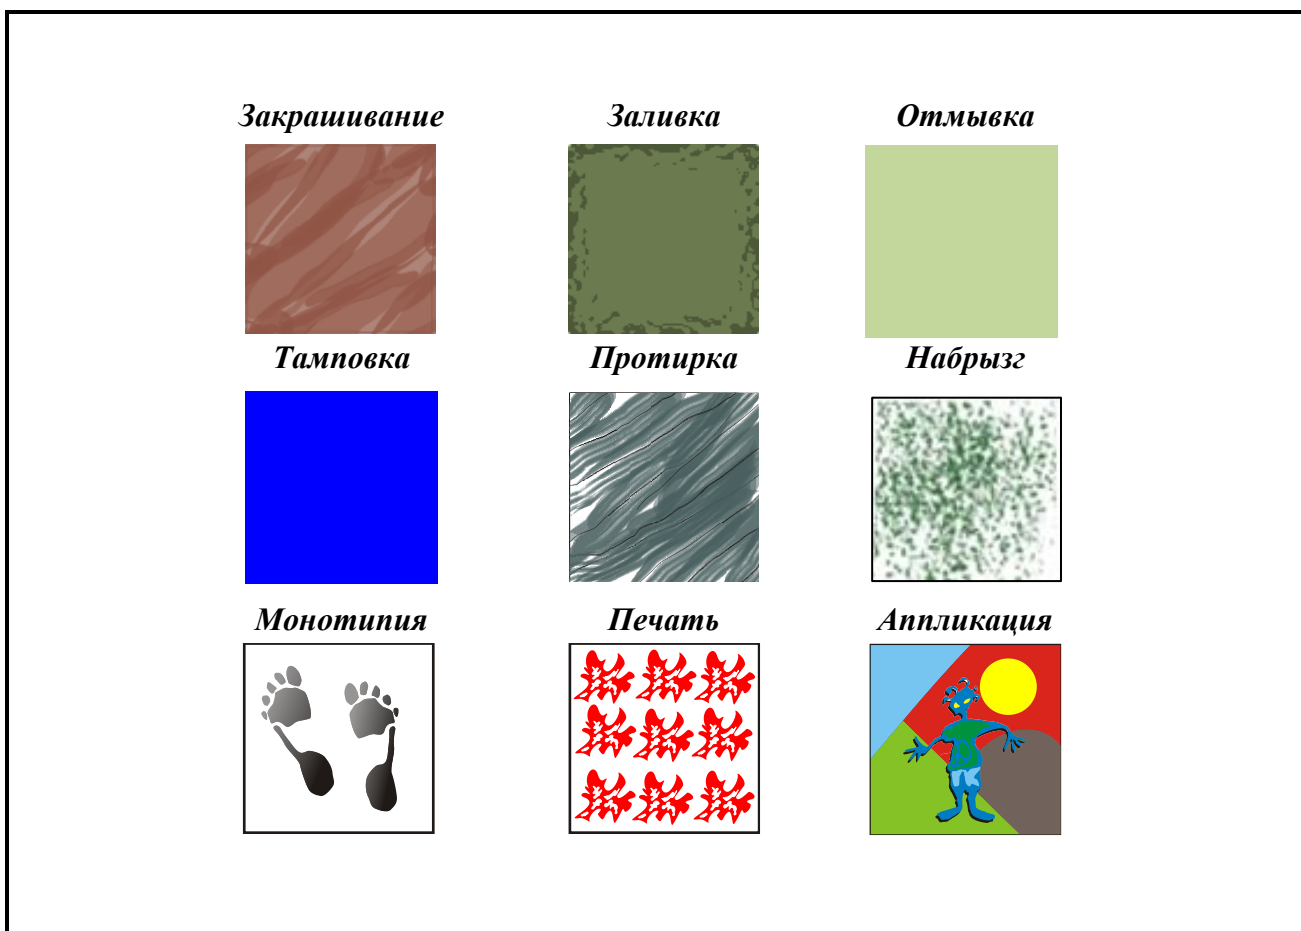 Закрашивание Заливка Отмывка
Тамповка Протирка Набрызг
Монотипия Печать Аппликация